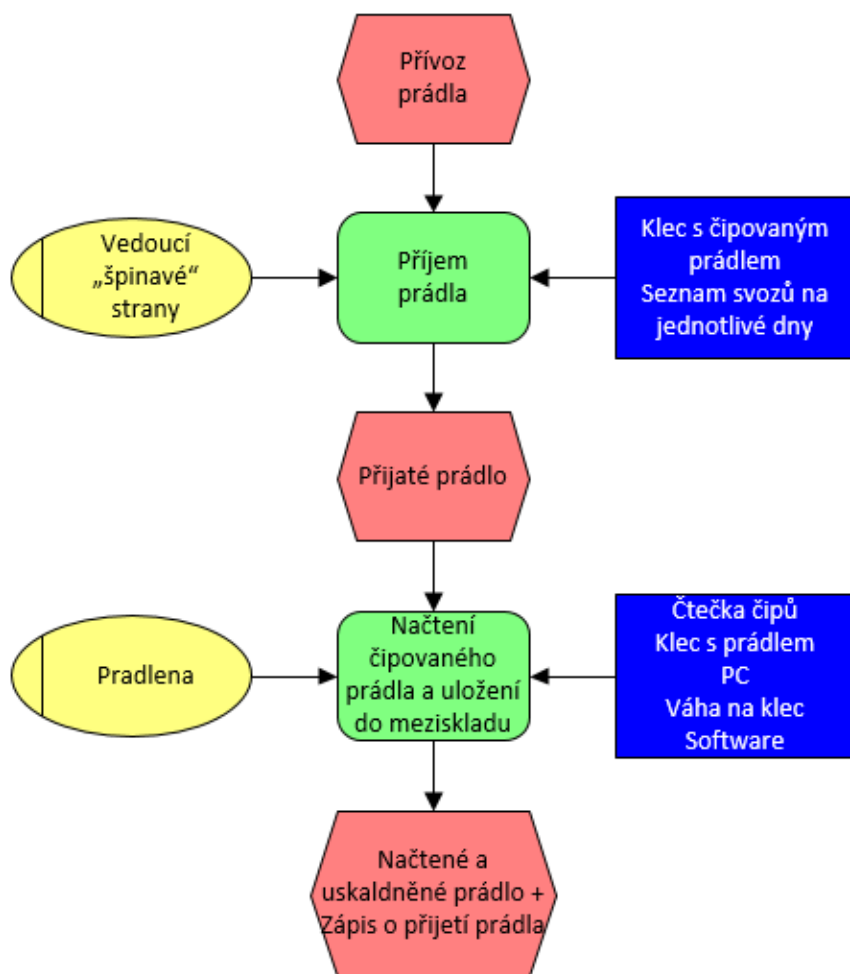 Přívoz
prádla
Vedoucí
„špinavé“
strany
Příjem
prádla
Klec s čipovaným
prádlem
Seznam svozů na
jednotlivé dny
Přijaté prádlo
Pradlena
Načtení
čipovaného
prádla a uložení
do meziskladu
Čtečka čipů
Klec s prádlem
PC
Váha na klec
Software
Načtené a
uskaldněné prádlo +
Zápis o přijetí prádla